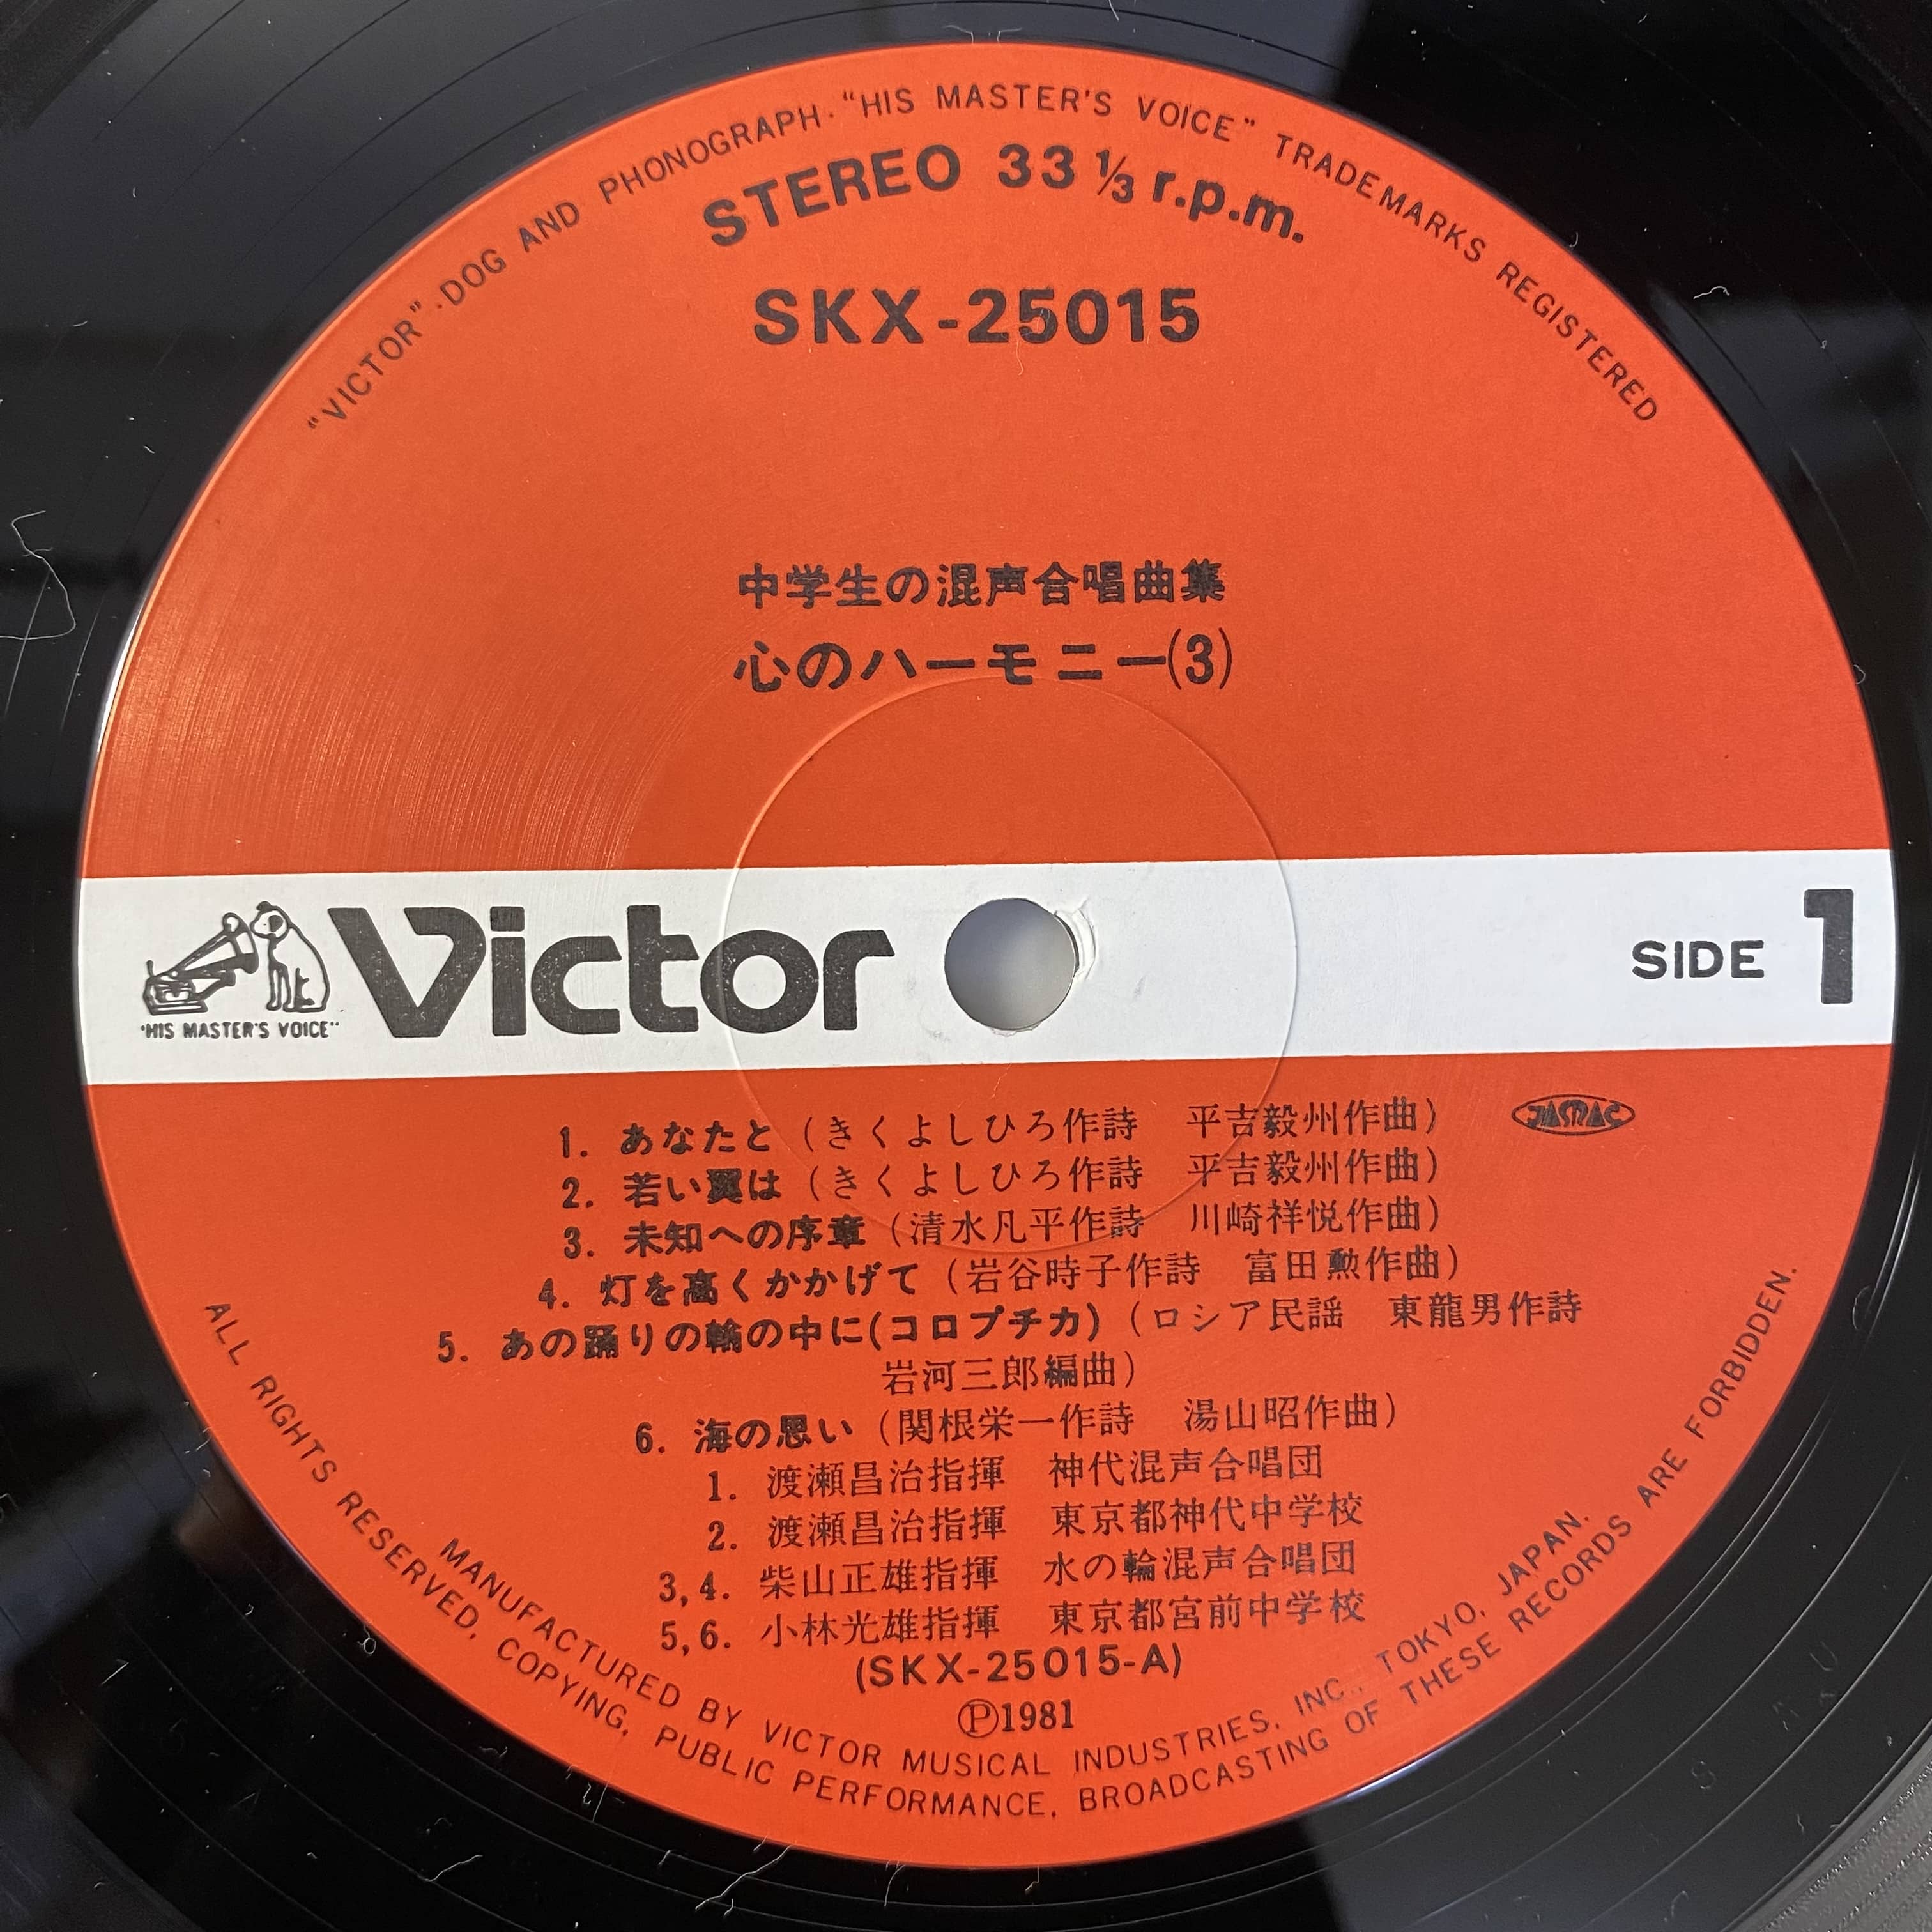 "VICTOR"·DOG AND PHONOGRAPH·"HIS MASTER'S VOICE" TRADEMARKS REGISTERED
STEREO 33 1/3 r.p.m.
SKX-25015
中学生の混声合唱曲集
心のハーモニー(3)
"HIS MASTER'S VOICE"
Victor
SIDE 1
JASRAC
1. あなたと（きくよしひろ作詩　平吉毅州作曲）
2. 若い翼は（きくよしひろ作詩　平吉毅州作曲）
3. 未知への序章（清水凡平作詩　川崎祥悦作曲）
4. 灯を高くかかげて（岩谷時子作詩　富田勲作曲）
5. あの踊りの輪の中に(コロプチカ)（ロシア民謡　東龍男作詩
岩河三郎編曲）
6. 海の思い（関根栄一作詩　湯山昭作曲）
1. 渡瀬昌治指揮　神代混声合唱団
2. 渡瀬昌治指揮　東京都神代中学校
3,4. 柴山正雄指揮　水の輪混声合唱団
5,6. 小林光雄指揮　東京都宮前中学校
(SKX-25015-A)
Ⓟ1981
MANUFACTURED BY VICTOR MUSICAL INDUSTRIES, INC., TOKYO, JAPAN.
ALL RIGHTS RESERVED, COPYING, PUBLIC PERFORMANCE, BROADCASTING OF THESE RECORDS ARE FORBIDDEN.